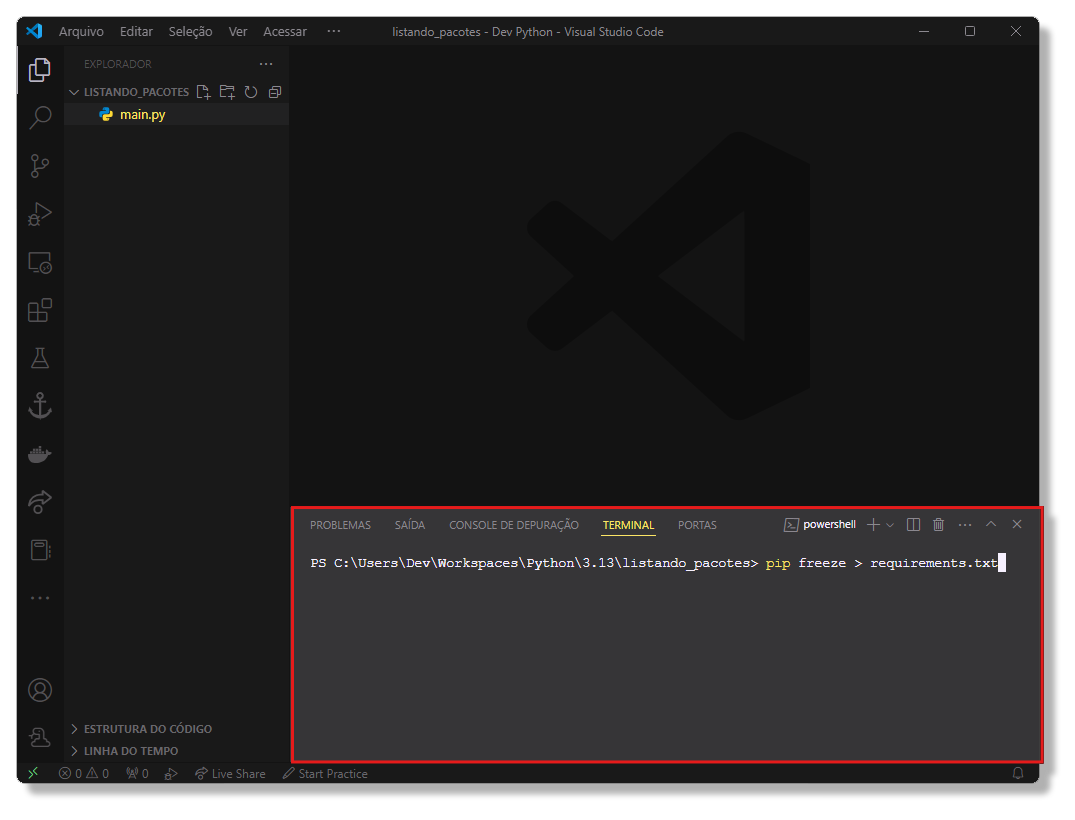 Arquivo Editar Seleção Ver Acessar ··· listando_pacotes - Dev Python - Visual Studio Code
EXPLORADOR ···
LISTANDO_PACOTES
main.py
PROBLEMAS SAÍDA CONSOLE DE DEPURAÇÃO TERMINAL PORTAS powershell ···
PS C:\Users\Dev\Workspaces\Python\3.13\listando_pacotes> pip freeze > requirements.txt
ESTRUTURA DO CÓDIGO
LINHA DO TEMPO
0 0 0 Live Share Start Practice